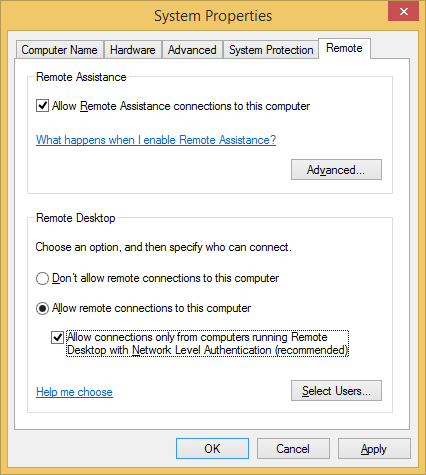 System Properties
Computer Name Hardware Advanced System Protection Remote
Remote Assistance
Allow Remote Assistance connections to this computer
What happens when I enable Remote Assistance?
Advanced...
Remote Desktop
Choose an option, and then specify who can connect.
Don't allow remote connections to this computer
Allow remote connections to this computer
Allow connections only from computers running Remote
Desktop with Network Level Authentication (recommended)
Help me choose
Select Users...
OK Cancel Apply